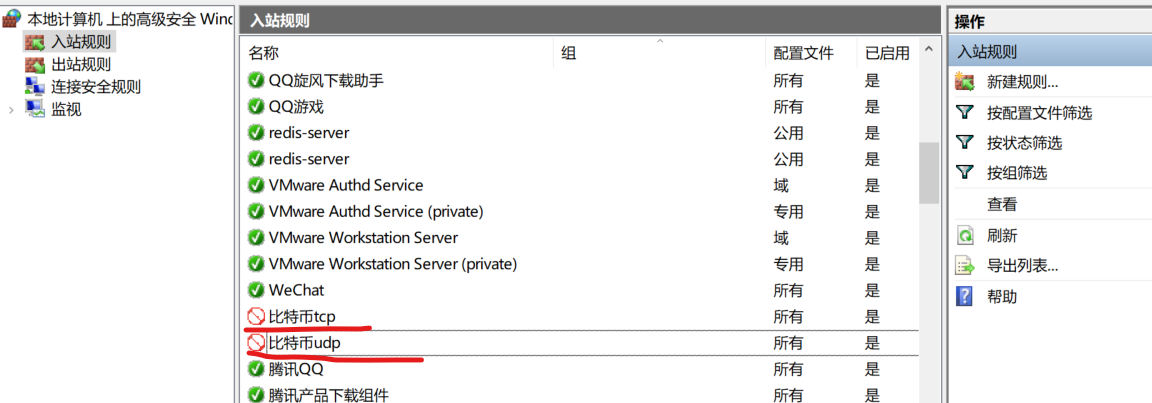 本地计算机 上的高级安全 Winc
入站规则
出站规则
连接安全规则
监视
入站规则
名称 组 配置文件 已启用
QQ旋风下载助手 所有 是
QQ游戏 所有 是
redis-server 公用 是
redis-server 公用 是
VMware Authd Service 域 是
VMware Authd Service (private) 专用 是
VMware Workstation Server 域 是
VMware Workstation Server (private) 专用 是
WeChat 所有 是
比特币tcp 所有 是
比特币udp 所有 是
腾讯QQ 所有 是
腾讯产品下载组件 所有 是
操作
入站规则
新建规则...
按配置文件筛选
按状态筛选
按组筛选
查看
刷新
导出列表...
帮助